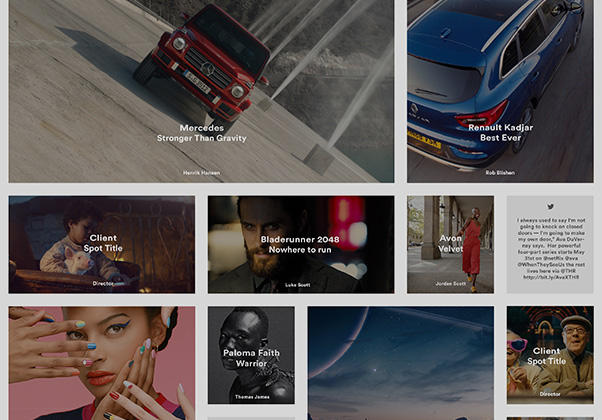 Mercedes
Stronger Than Gravity
Henrik Hansen
Renault Kadjar
Best Ever
Rob Blishen
Client
Spot Title
Director
Bladerunner 2048
Nowhere to run
Luke Scott
Avon
Velvet
Jordan Scott
I always used to say I'm not
going to knock on closed
doors — I'm going to make
my own door," Ava DuVer-
nay says. Her powerful
four-part series starts May
31st on @netflix @ava
@WhenTheySeeUs the rest
lives here via @THR
http://bit.ly/AvaXTHR
Paloma Faith
Warrior
Thomas James
Client
Spot Title
Director